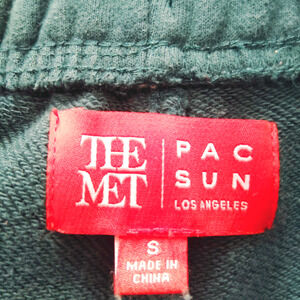 THE
MET
PAC
SUN
LOS ANGELES
S
MADE IN
CHINA